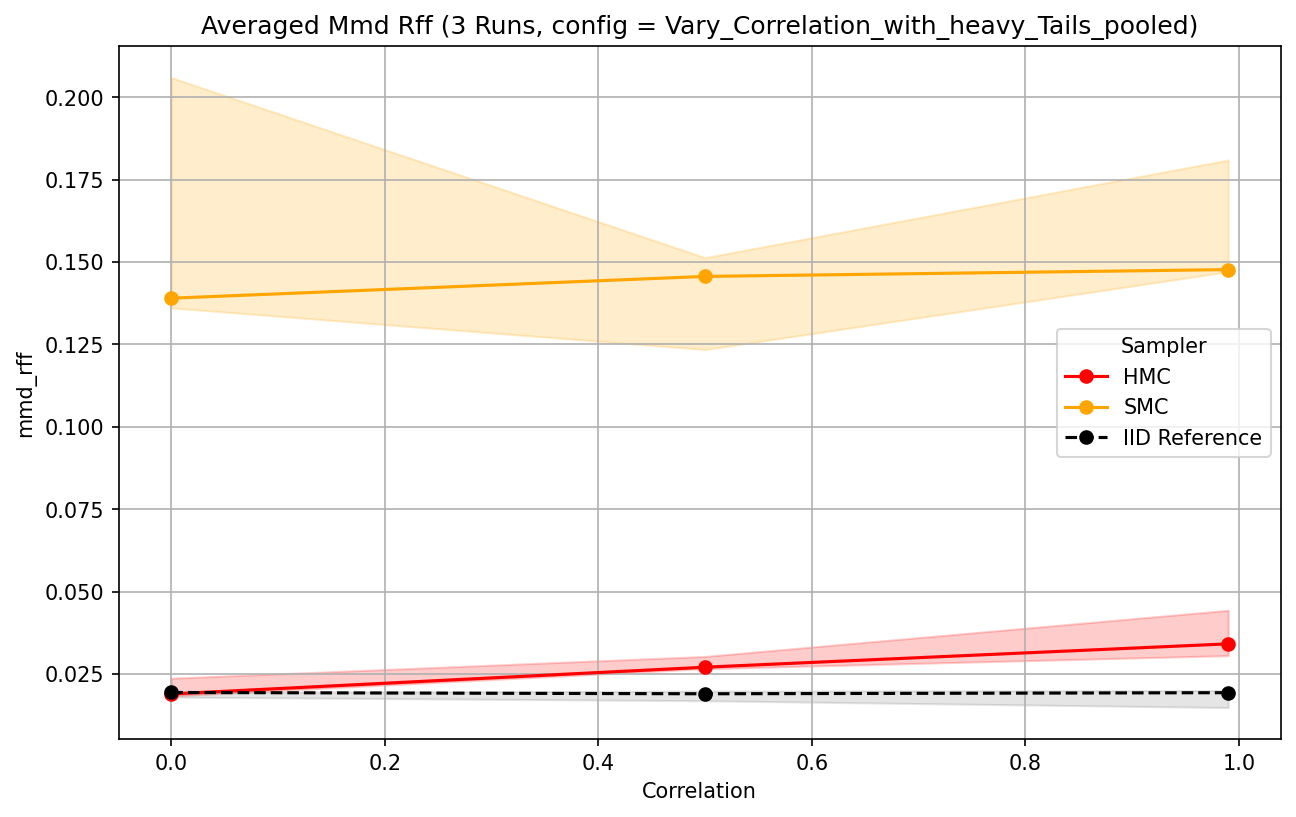 Averaged Mmd Rff (3 Runs, config = Vary_Correlation_with_heavy_Tails_pooled)
0.200
0.175
0.150
0.125
0.100
0.075
0.050
0.025
mmd_rff
Sampler
HMC
SMC
IID Reference
0.0 0.2 0.4 0.6 0.8 1.0
Correlation